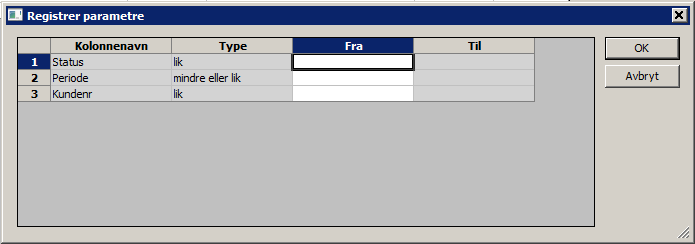 Registrer parametre
Kolonnenavn Type Fra Til
1 Status lik
2 Periode mindre eller lik
3 Kundenr lik
OK
Avbryt